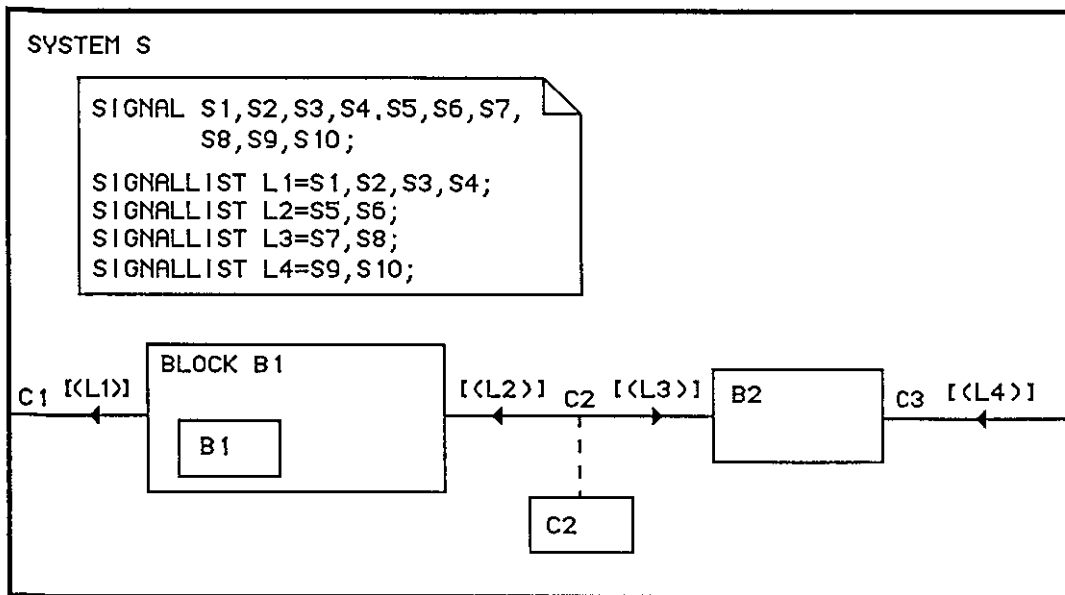 SYSTEM S
SIGNAL S1,S2,S3,S4.S5,S6,S7,
S8,S9,S10;
SIGNALLIST L1=S1,S2,S3,S4;
SIGNALLIST L2=S5,S6;
SIGNALLIST L3=S7,S8;
SIGNALLIST L4=S9,S10;
BLOCK B1
C1 [(L1)]
[(L2)] C2 [(L3)]
B2
C3 [(L4)]
B1
C2